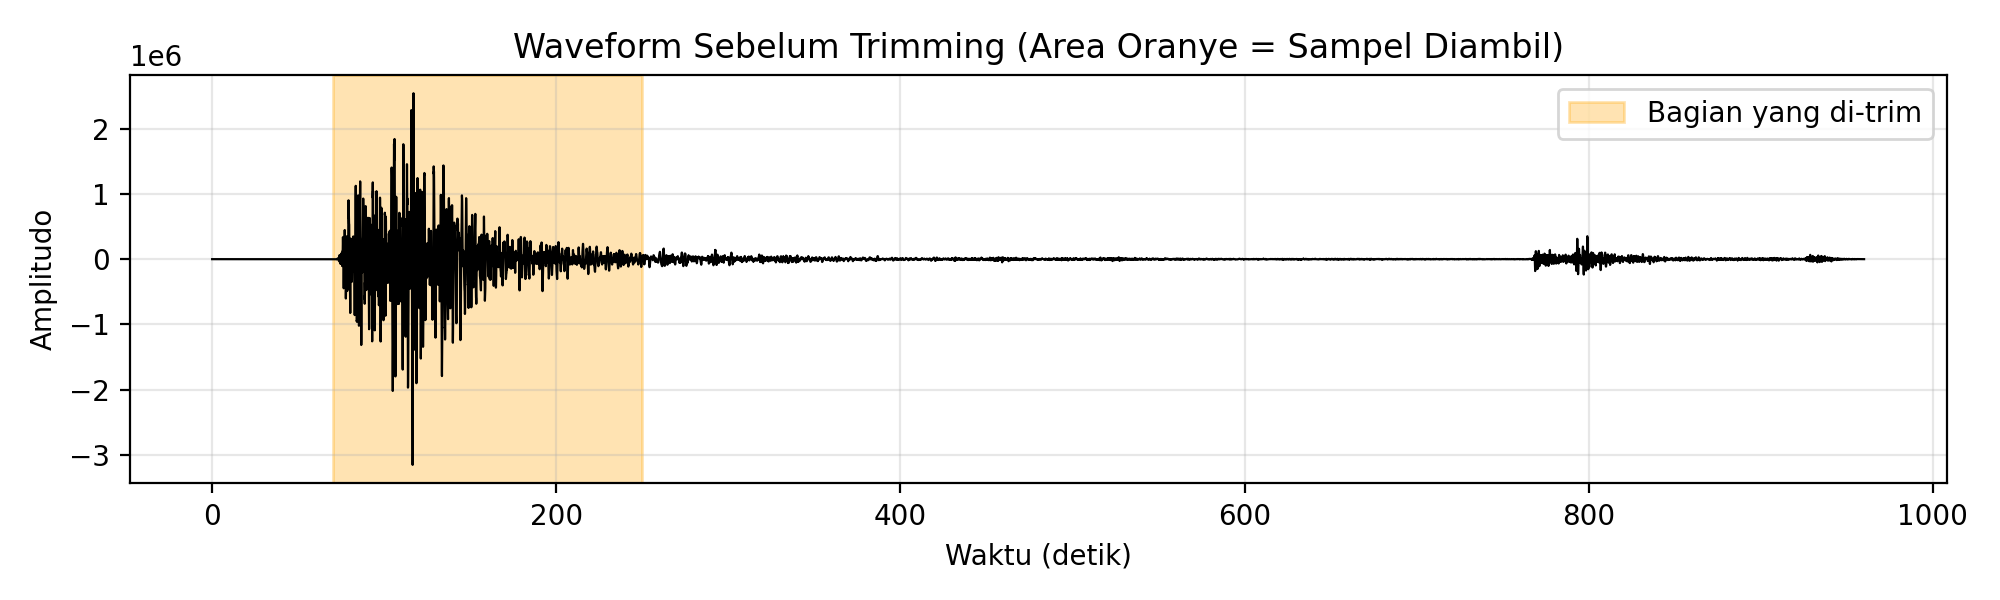 Waveform Sebelum Trimming (Area Oranye = Sampel Diambil)
1e6
Bagian yang di-trim
2
1
0
−1
−2
−3
Amplitudo
0 200 400 600 800 1000
Waktu (detik)